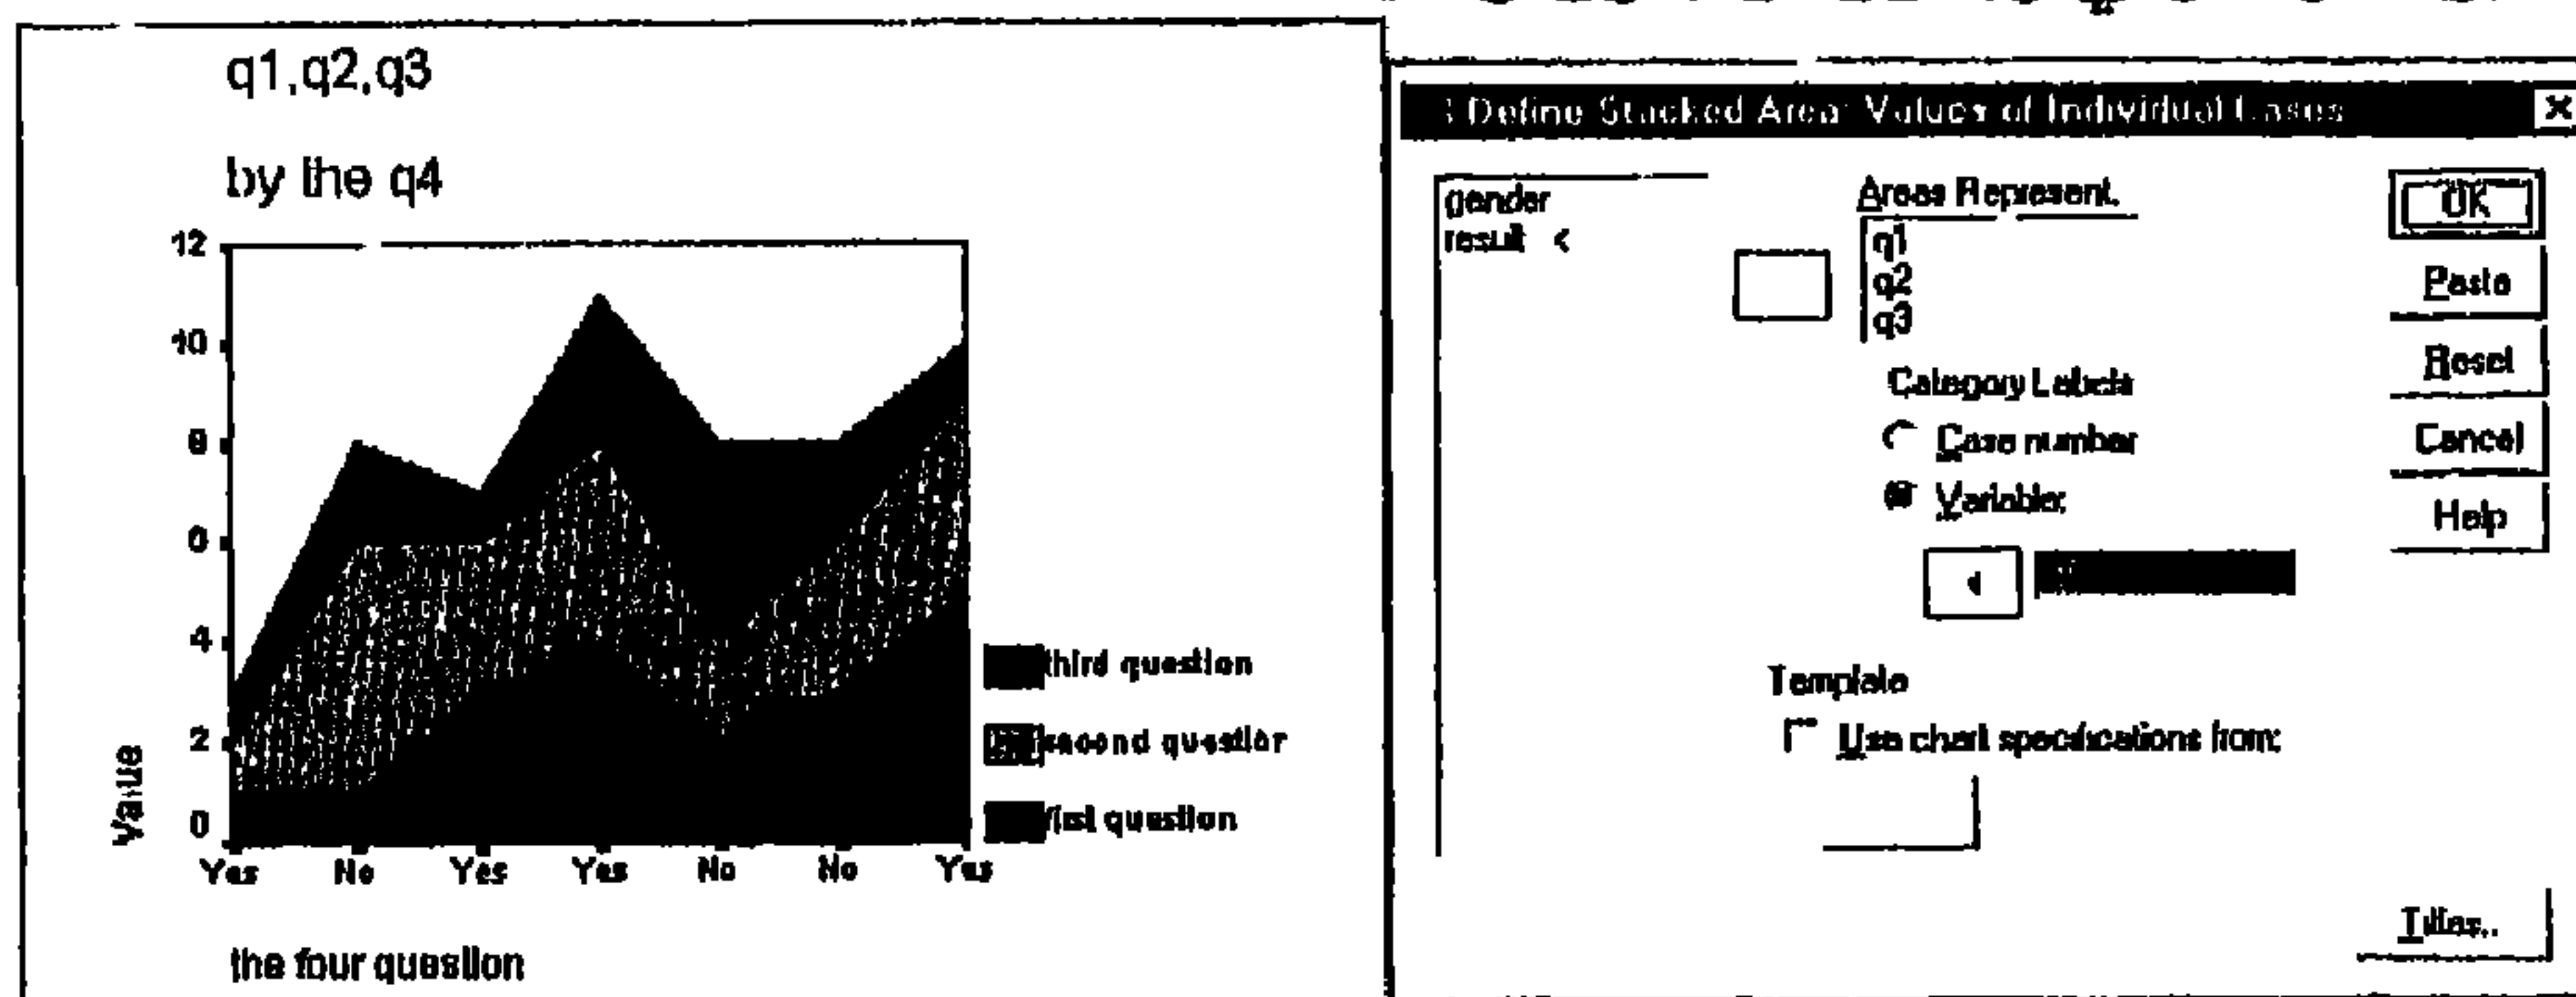 q1,q2,q3
by the q4
12
10
8
6
4
2
0
Value
Yes No Yes Yes No No Yes
the four question
third question
second question
first question
Define Stacked Area: Values of Individual Cases
gender
result <
Areas Represent.
q1
q2
q3
Category Labels
Case number
Variable:
Template
Use chart specifications from:
OK
Paste
Reset
Cancel
Help
Titles..